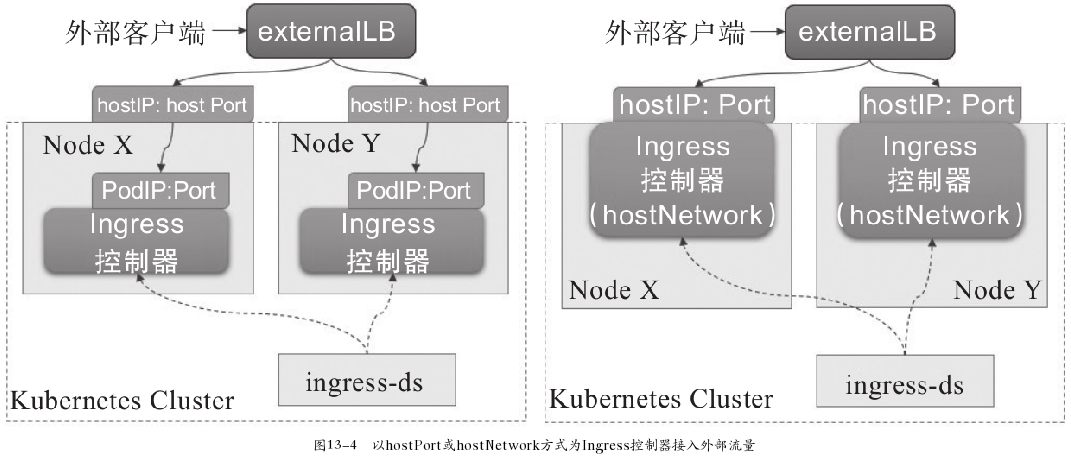 外部客户端
externalLB
hostIP: host Port
hostIP: host Port
Node X
Node Y
PodIP:Port
PodIP:Port
Ingress
控制器
Ingress
控制器
ingress-ds
Kubernetes Cluster
外部客户端
externalLB
hostIP: Port
hostIP: Port
Ingress
控制器
(hostNetwork)
Ingress
控制器
(hostNetwork)
Node X
Node Y
ingress-ds
Kubernetes Cluster
图13-4 以hostPort或hostNetwork方式为Ingress控制器接入外部流量